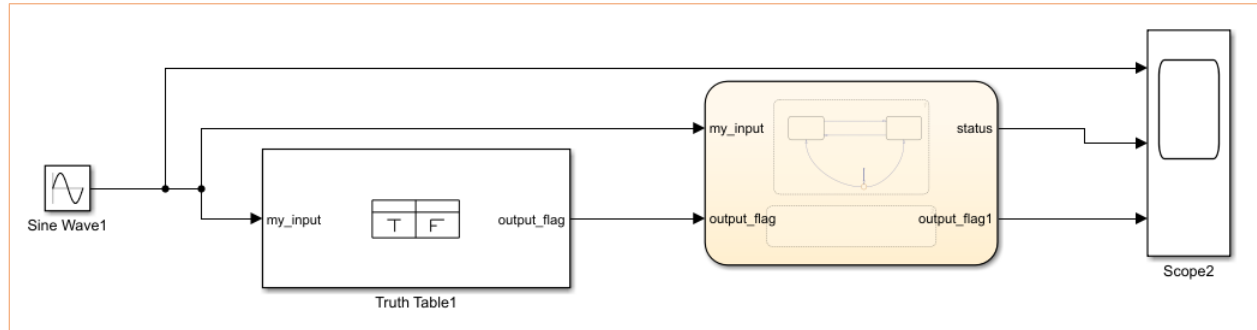 my_input
status
Sine Wave1
my_input
T F
output_flag
output_flag
output_flag1
Truth Table1
Scope2